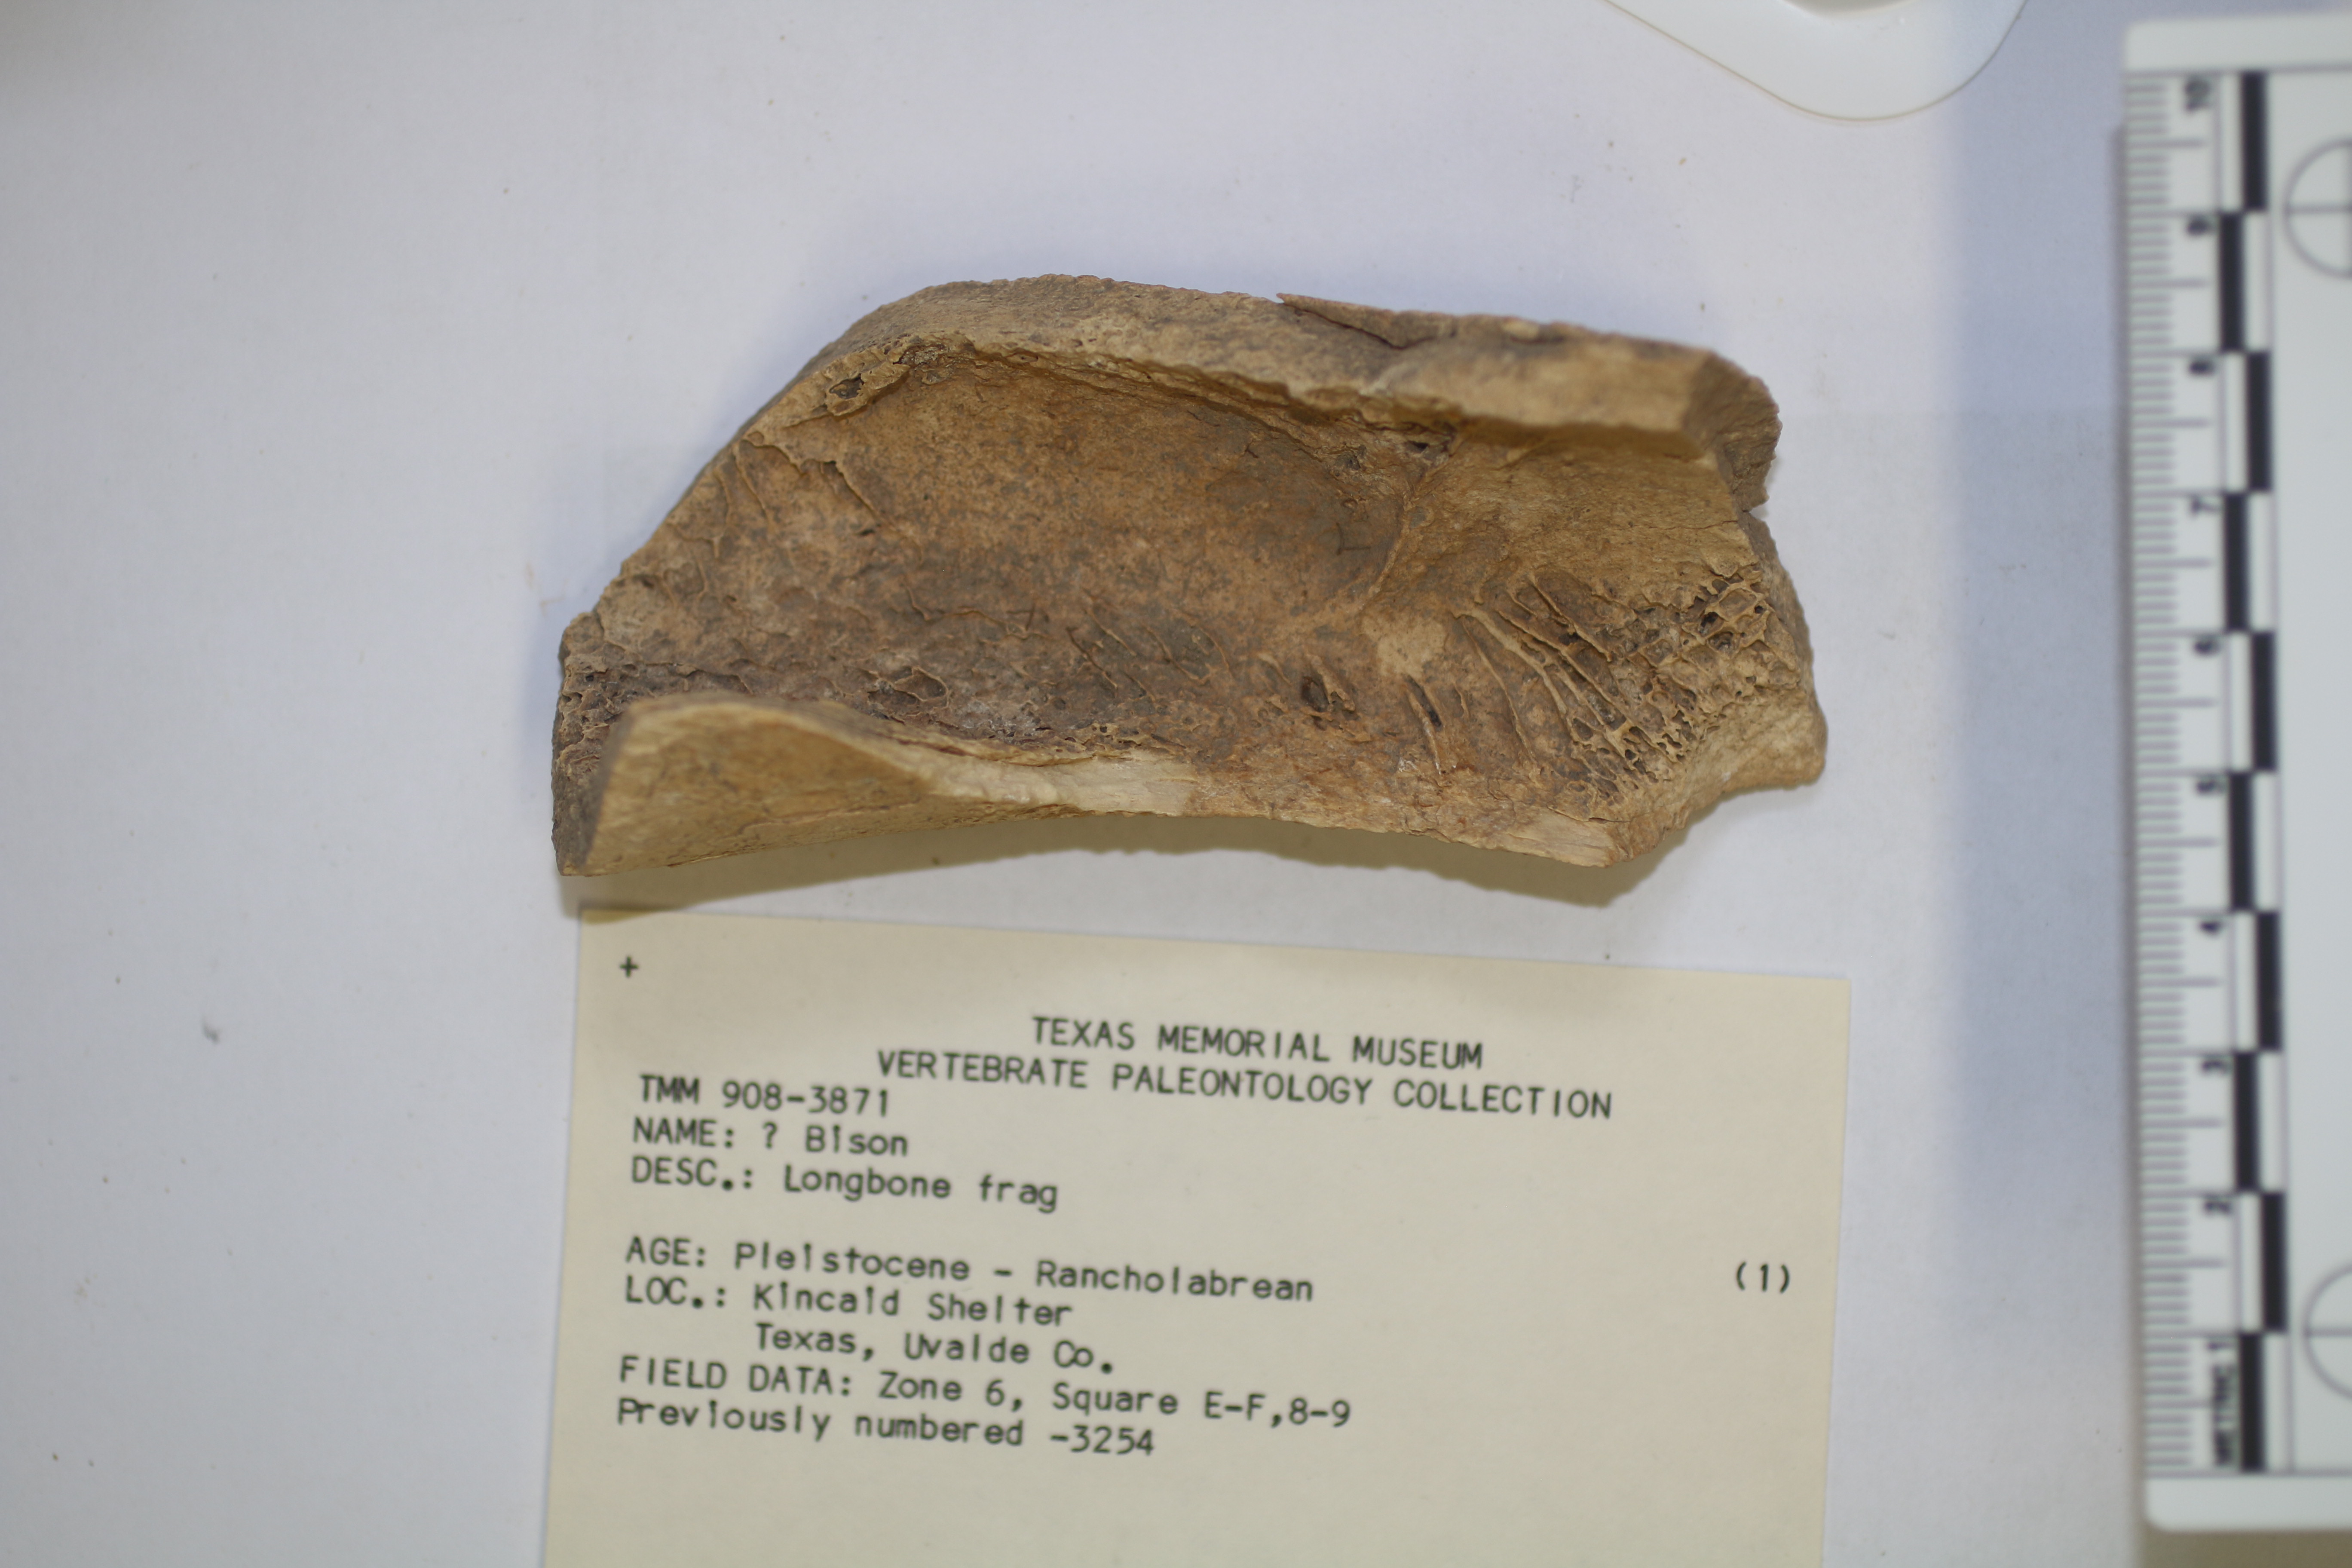 +
TEXAS MEMORIAL MUSEUM
VERTEBRATE PALEONTOLOGY COLLECTION
TMM 908-3871
NAME: ? Bison
DESC.: Longbone frag
AGE: Pleistocene - Rancholabrean
LOC.: Kincaid Shelter
(1)
Texas, Uvalde Co.
FIELD DATA: Zone 6, Square E-F,8-9
Previously numbered -3254
METRIC 1 2 3 4 5 6 7 8 9 10